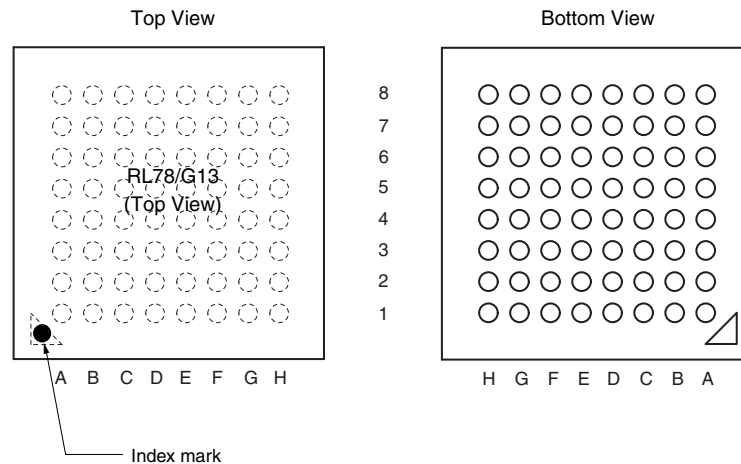 Top View
Bottom View
RL78/G13
(Top View)
8
7
6
5
4
3
2
1
A B C D E F G H
H G F E D C B A
Index mark